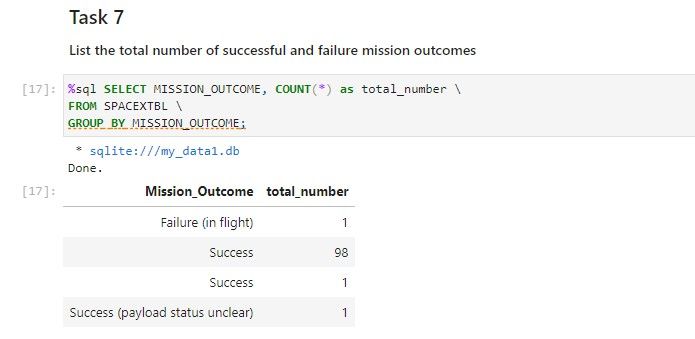 Task 7
List the total number of successful and failure mission outcomes
[17]: %sql SELECT MISSION_OUTCOME, COUNT(*) as total_number \
FROM SPACEXTBL \
GROUP BY MISSION_OUTCOME;
* sqlite:///my_data1.db
Done.
[17]: Mission_Outcome total_number
Failure (in flight) 1
Success 98
Success 1
Success (payload status unclear) 1